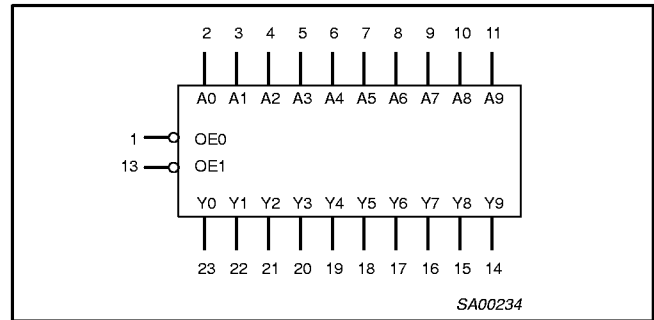 2 3 4 5 6 7 8 9 10 11
A0 A1 A2 A3 A4 A5 A6 A7 A8 A9
1 OE0
13 OE1
Y0 Y1 Y2 Y3 Y4 Y5 Y6 Y7 Y8 Y9
23 22 21 20 19 18 17 16 15 14
SA00234